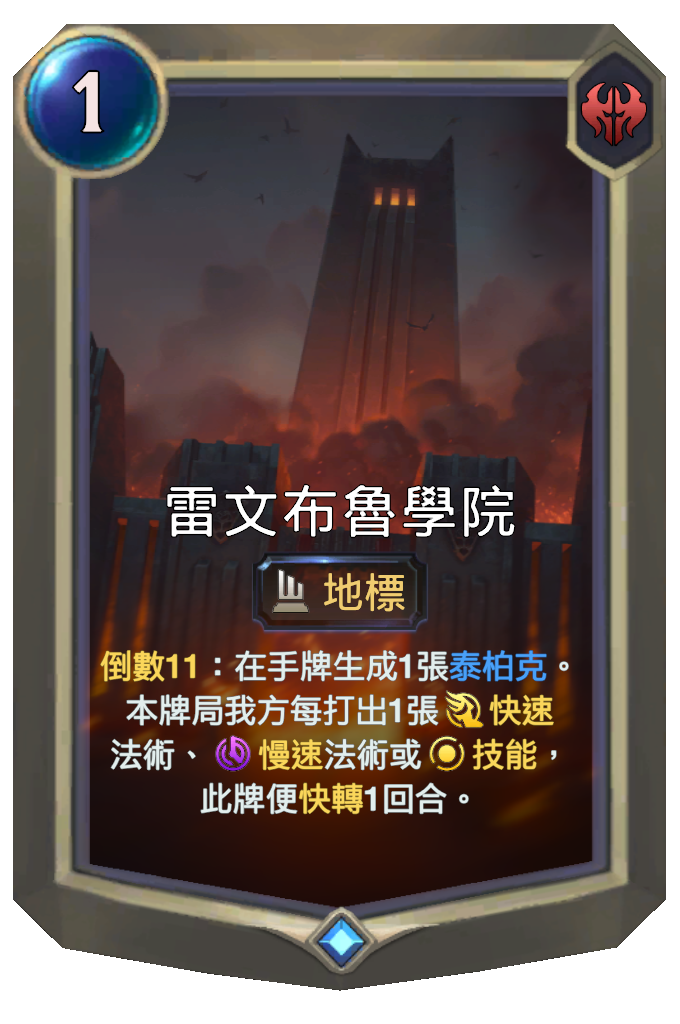 1
雷文布魯學院
地標
倒數11：在手牌生成1張泰柏克。
本牌局我方每打出1張快速
法術、慢速法術或技能，
此牌便快轉1回合。